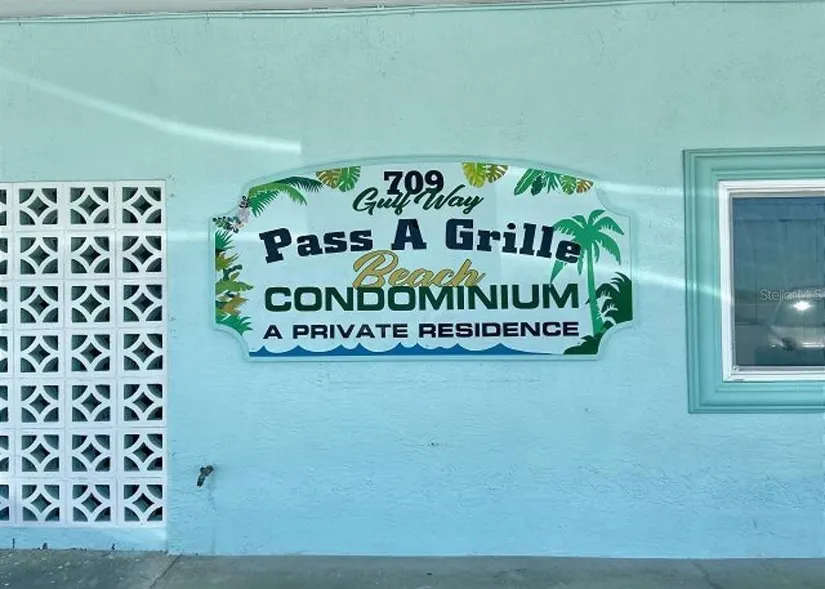 709
Gulf Way
Pass A Grille
Beach
CONDOMINIUM
A PRIVATE RESIDENCE